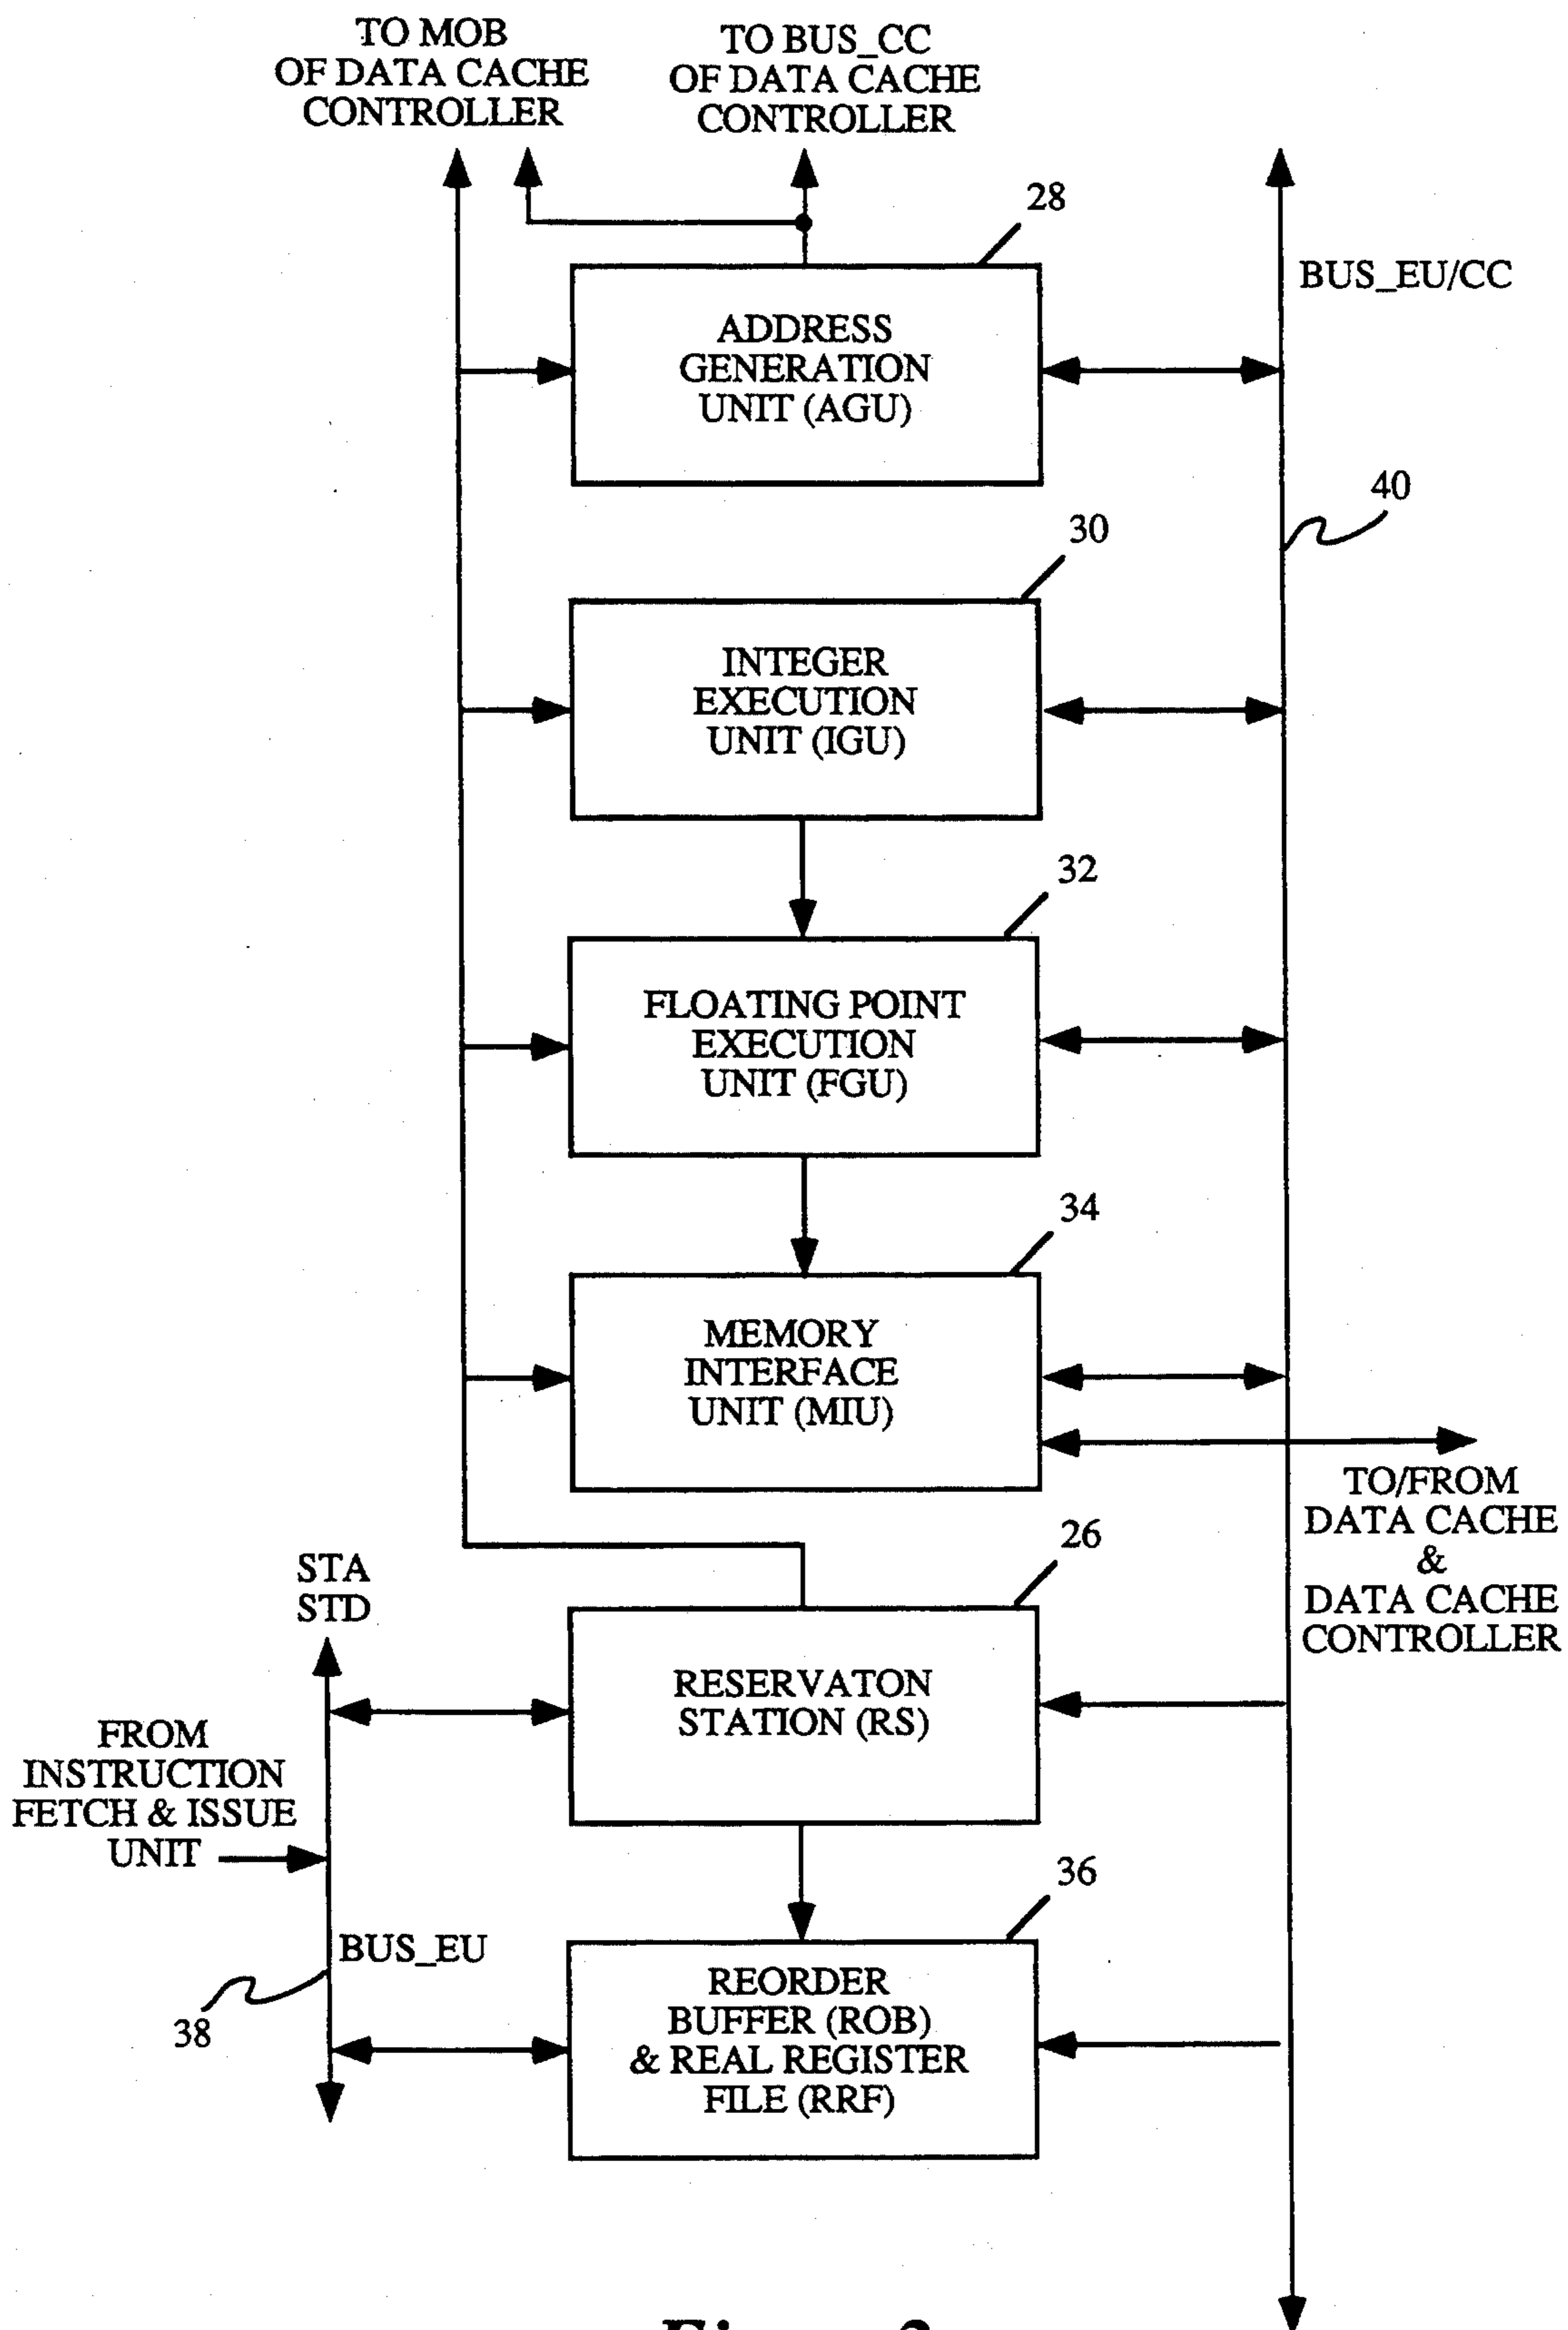 TO MOB
OF DATA CACHE
CONTROLLER
TO BUS_CC
OF DATA CACHE
CONTROLLER
28
BUS_EU/CC
ADDRESS
GENERATION
UNIT (AGU)
40
30
INTEGER
EXECUTION
UNIT (IGU)
32
FLOATING POINT
EXECUTION
UNIT (FGU)
34
MEMORY
INTERFACE
UNIT (MIU)
TO/FROM
DATA CACHE
&
DATA CACHE
CONTROLLER
26
STA
STD
RESERVATON
STATION (RS)
FROM
INSTRUCTION
FETCH & ISSUE
UNIT
36
BUS_EU
38
REORDER
BUFFER (ROB)
& REAL REGISTER
FILE (RRF)